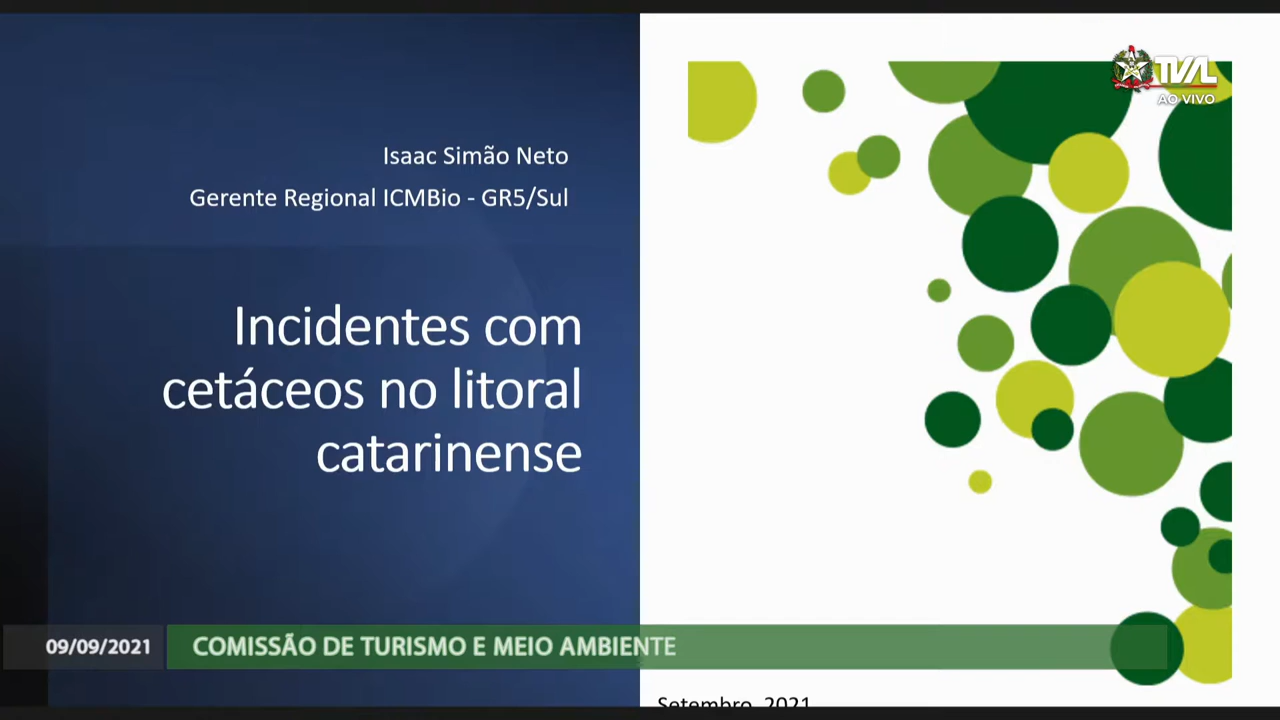 TVAL
AO VIVO
Isaac Simão Neto
Gerente Regional ICMBio - GR5/Sul
Incidentes com
cetáceos no litoral
catarinense
09/09/2021
COMISSÃO DE TURISMO E MEIO AMBIENTE
Setembro, 2021